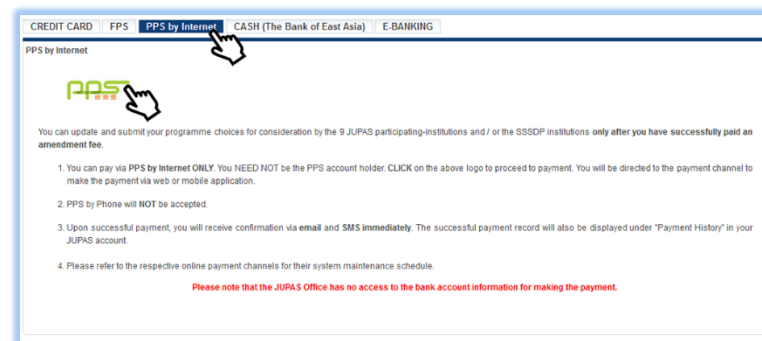 CREDIT CARD FPS PPS by Internet CASH (The Bank of East Asia) E-BANKING
PPS by Internet
pps
You can update and submit your programme choices for consideration by the 9 JUPAS participating-institutions and / or the SSSDP institutions only after you have successfully paid an
amendment fee.
1. You can pay via PPS by Internet ONLY. You NEED NOT be the PPS account holder. CLICK on the above logo to proceed to payment. You will be directed to the payment channel to
make the payment via web or mobile application.
2. PPS by Phone will NOT be accepted.
3. Upon successful payment, you will receive confirmation via email and SMS immediately. The successful payment record will also be displayed under "Payment History" in your
JUPAS account.
4. Please refer to the respective online payment channels for their system maintenance schedule.
Please note that the JUPAS Office has no access to the bank account information for making the payment.